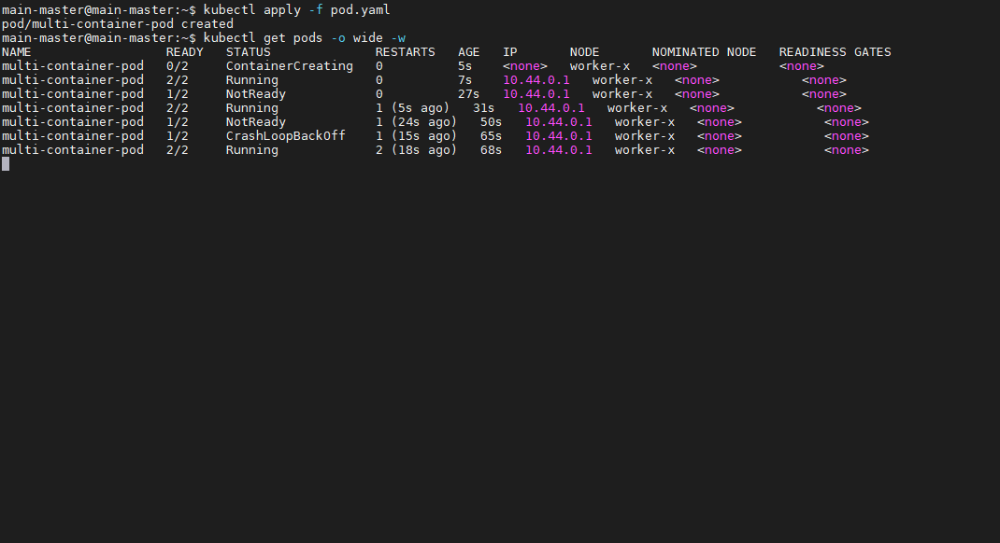 main-master@main-master:~$ kubectl apply -f pod.yaml
pod/multi-container-pod created
main-master@main-master:~$ kubectl get pods -o wide -w
NAME                  READY   STATUS              RESTARTS   AGE   IP       NODE       NOMINATED NODE   READINESS GATES
multi-container-pod   0/2     ContainerCreating   0          5s    <none>   worker-x   <none>           <none>
multi-container-pod   2/2     Running             0          7s    10.44.0.1   worker-x   <none>           <none>
multi-container-pod   1/2     NotReady            0          27s   10.44.0.1   worker-x   <none>           <none>
multi-container-pod   2/2     Running             1 (5s ago)   31s   10.44.0.1   worker-x   <none>           <none>
multi-container-pod   1/2     NotReady            1 (24s ago)   50s   10.44.0.1   worker-x   <none>           <none>
multi-container-pod   1/2     CrashLoopBackOff    1 (15s ago)   65s   10.44.0.1   worker-x   <none>           <none>
multi-container-pod   2/2     Running             2 (18s ago)   68s   10.44.0.1   worker-x   <none>           <none>